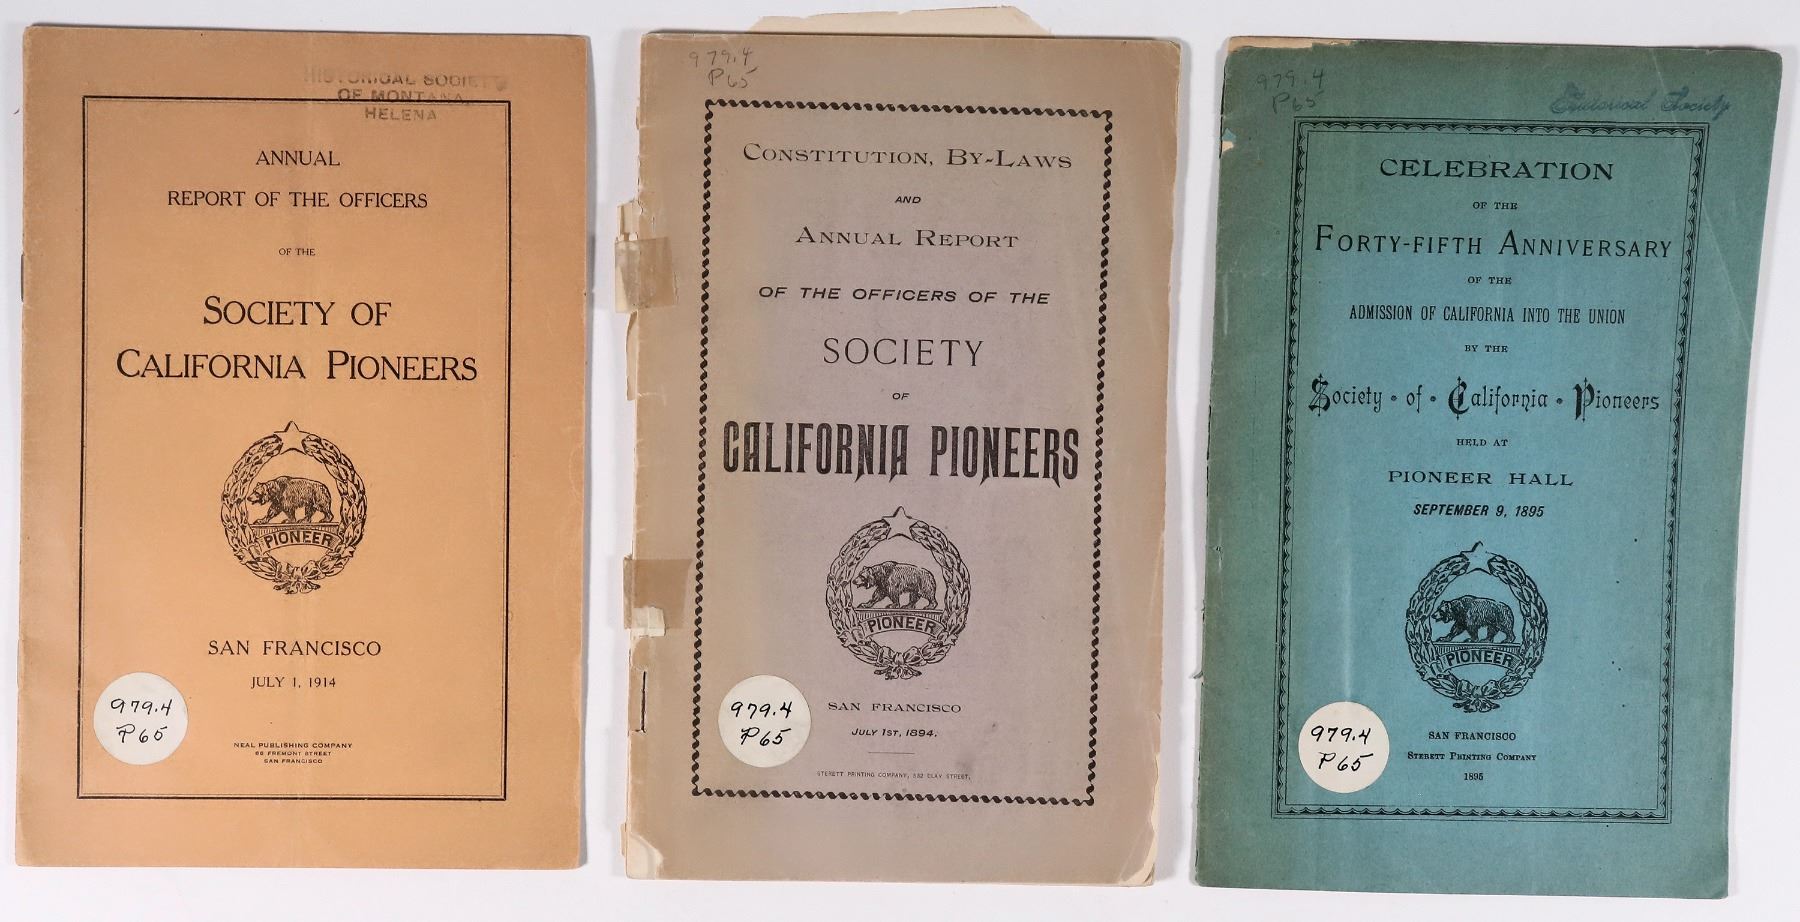 HISTORICAL SOCIETY
OF MONTANA,
HELENA
ANNUAL
REPORT OF THE OFFICERS
OF THE
SOCIETY OF
CALIFORNIA PIONEERS
PIONEER
SAN FRANCISCO
JULY 1, 1914
979.4
P65
NEAL PUBLISHING COMPANY
66 FREMONT STREET
SAN FRANCISCO
979.4
P65
CONSTITUTION, BY-LAWS
AND
ANNUAL REPORT
OF THE OFFICERS OF THE
SOCIETY
OF
CALIFORNIA PIONEERS
PIONEER
SAN FRANCISCO
JULY 1ST, 1894.
979.4
P65
STERETT PRINTING COMPANY, 532 CLAY STREET.
979.4
P65
Historical Society
CELEBRATION
OF THE
FORTY-FIFTH ANNIVERSARY
OF THE
ADMISSION OF CALIFORNIA INTO THE UNION
BY THE
Society of California Pioneers
HELD AT
PIONEER HALL
SEPTEMBER 9, 1895
PIONEER
979.4
P65
SAN FRANCISCO
STERETT PRINTING COMPANY
1895